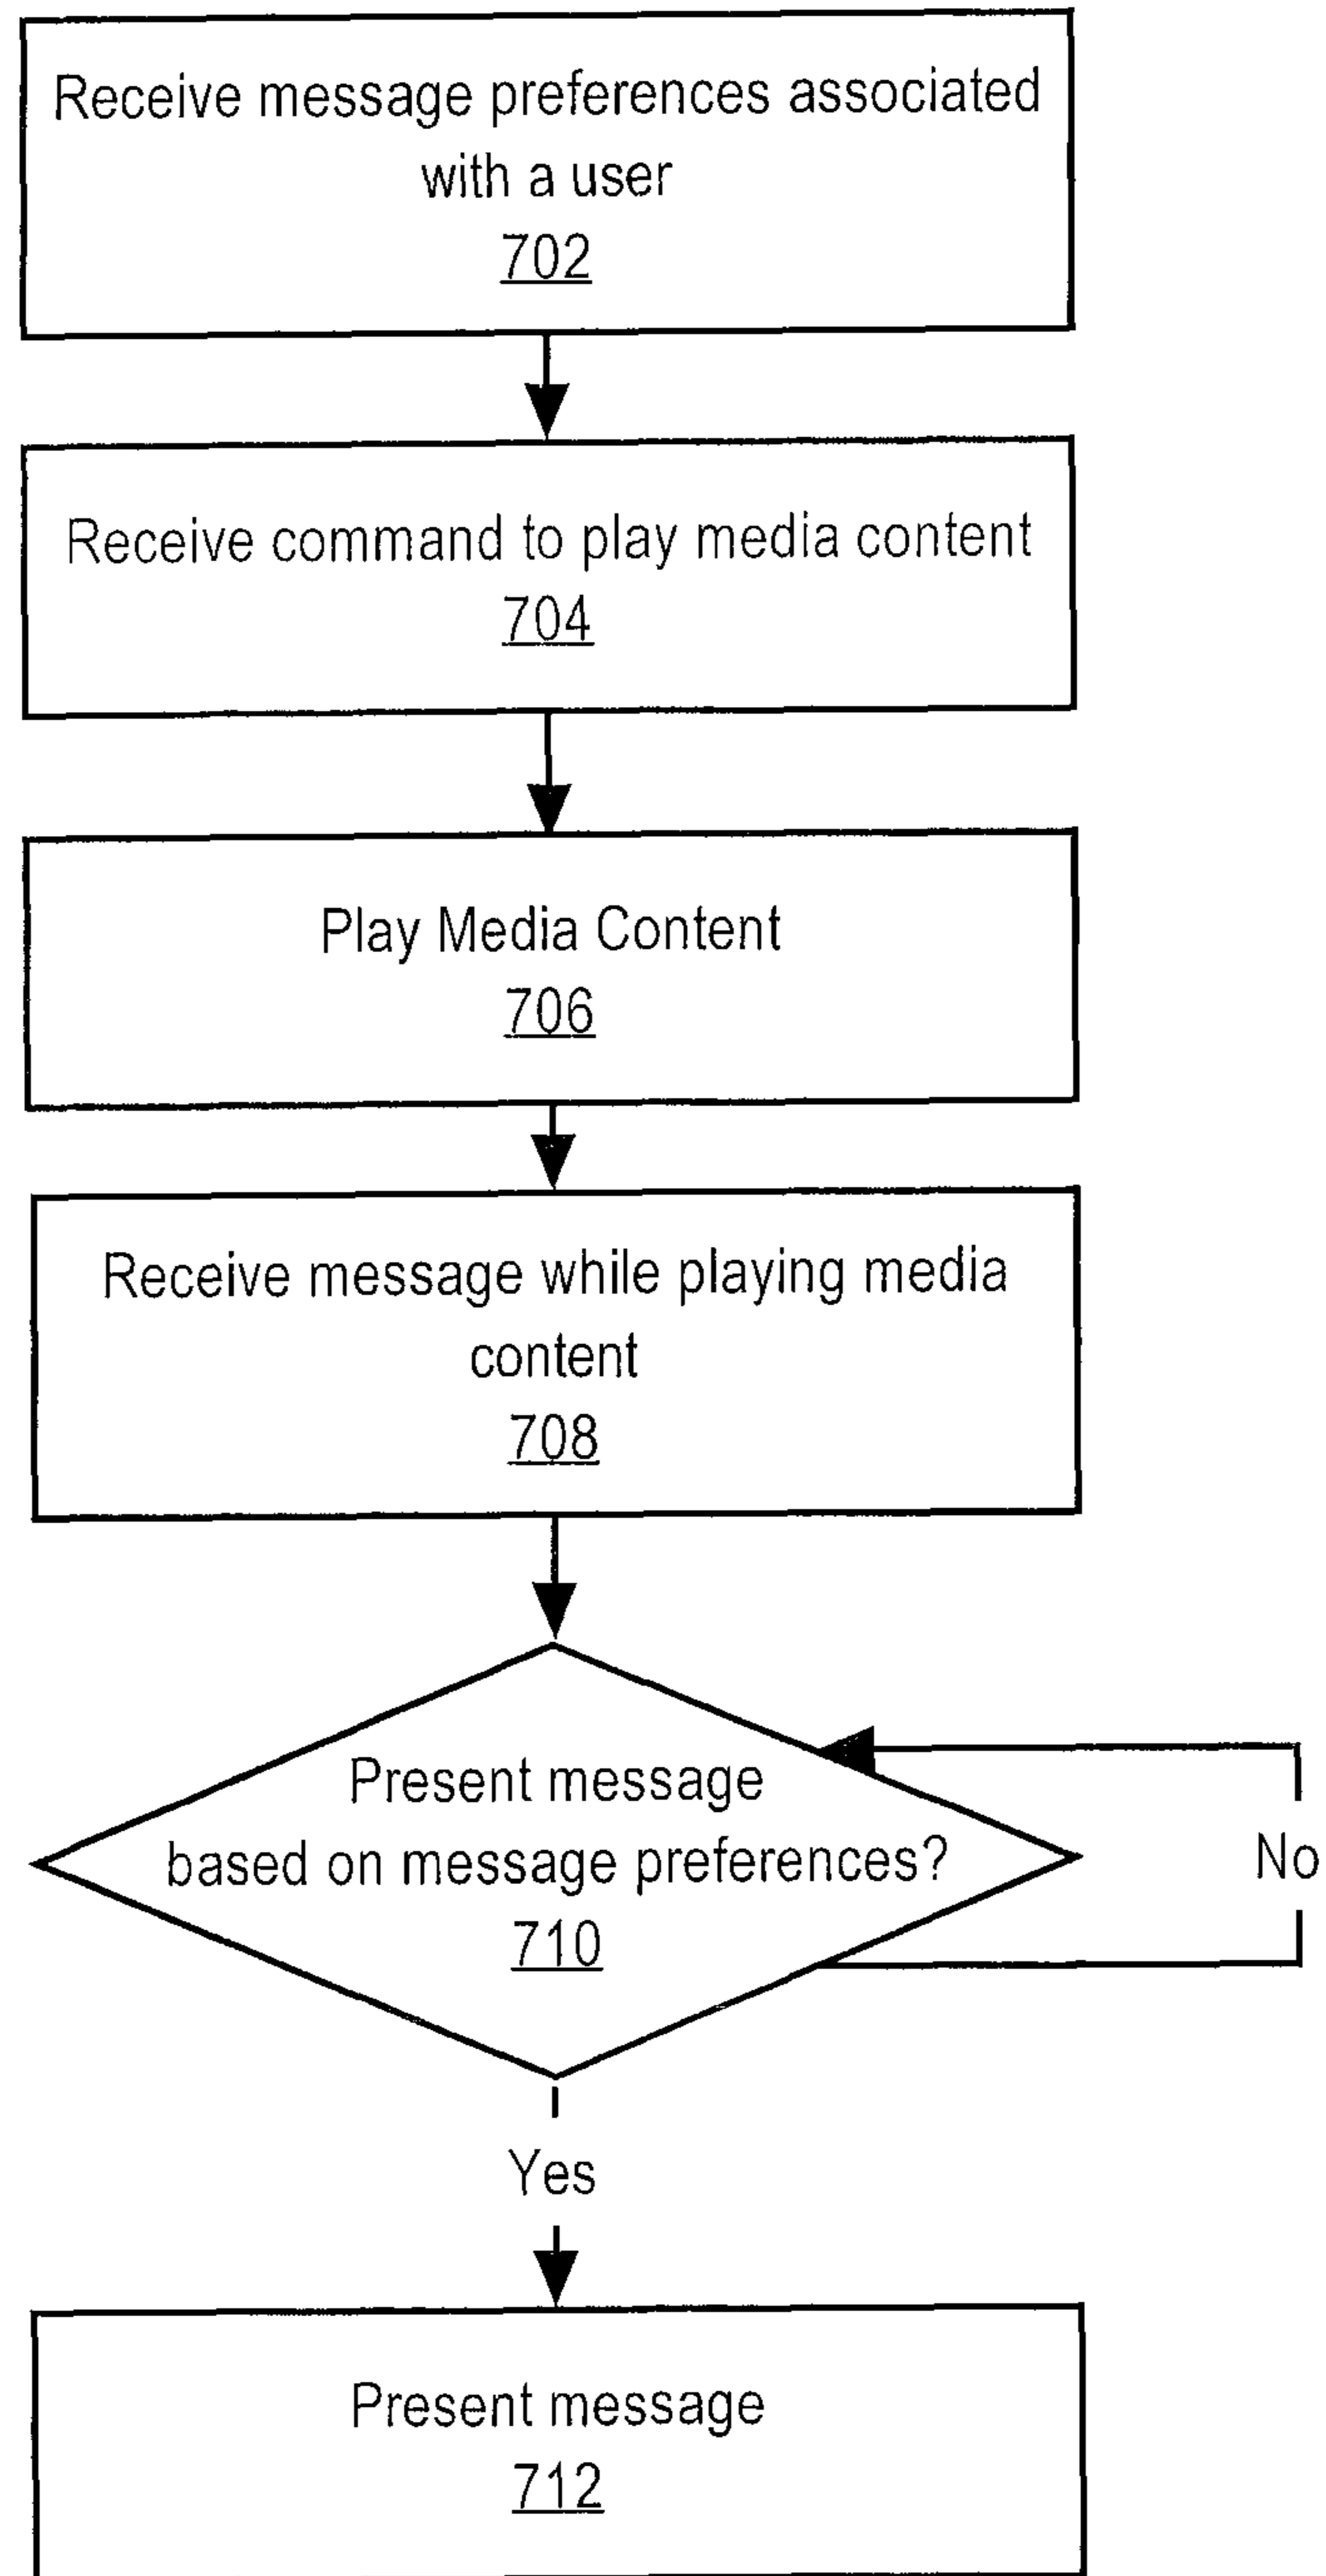 Receive message preferences associated
with a user
702
Receive command to play media content
704
Play Media Content
706
Receive message while playing media
content
708
Present message
based on message preferences?
710
No
Yes
Present message
712